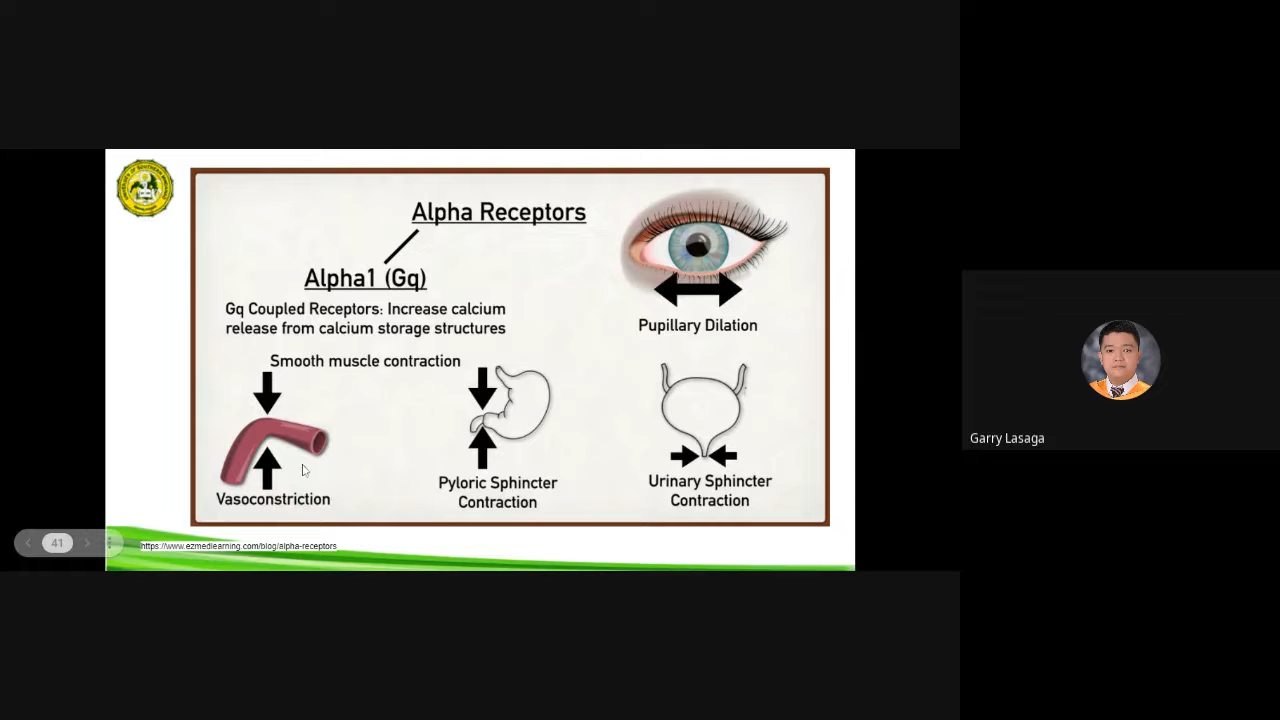 Alpha Receptors
Alpha1 (Gq)
Gq Coupled Receptors: Increase calcium
release from calcium storage structures
Smooth muscle contraction
Pupillary Dilation
Vasoconstriction
Pyloric Sphincter
Contraction
Urinary Sphincter
Contraction
41
https://www.ezmedlearning.com/blog/alpha-receptors
Garry Lasaga